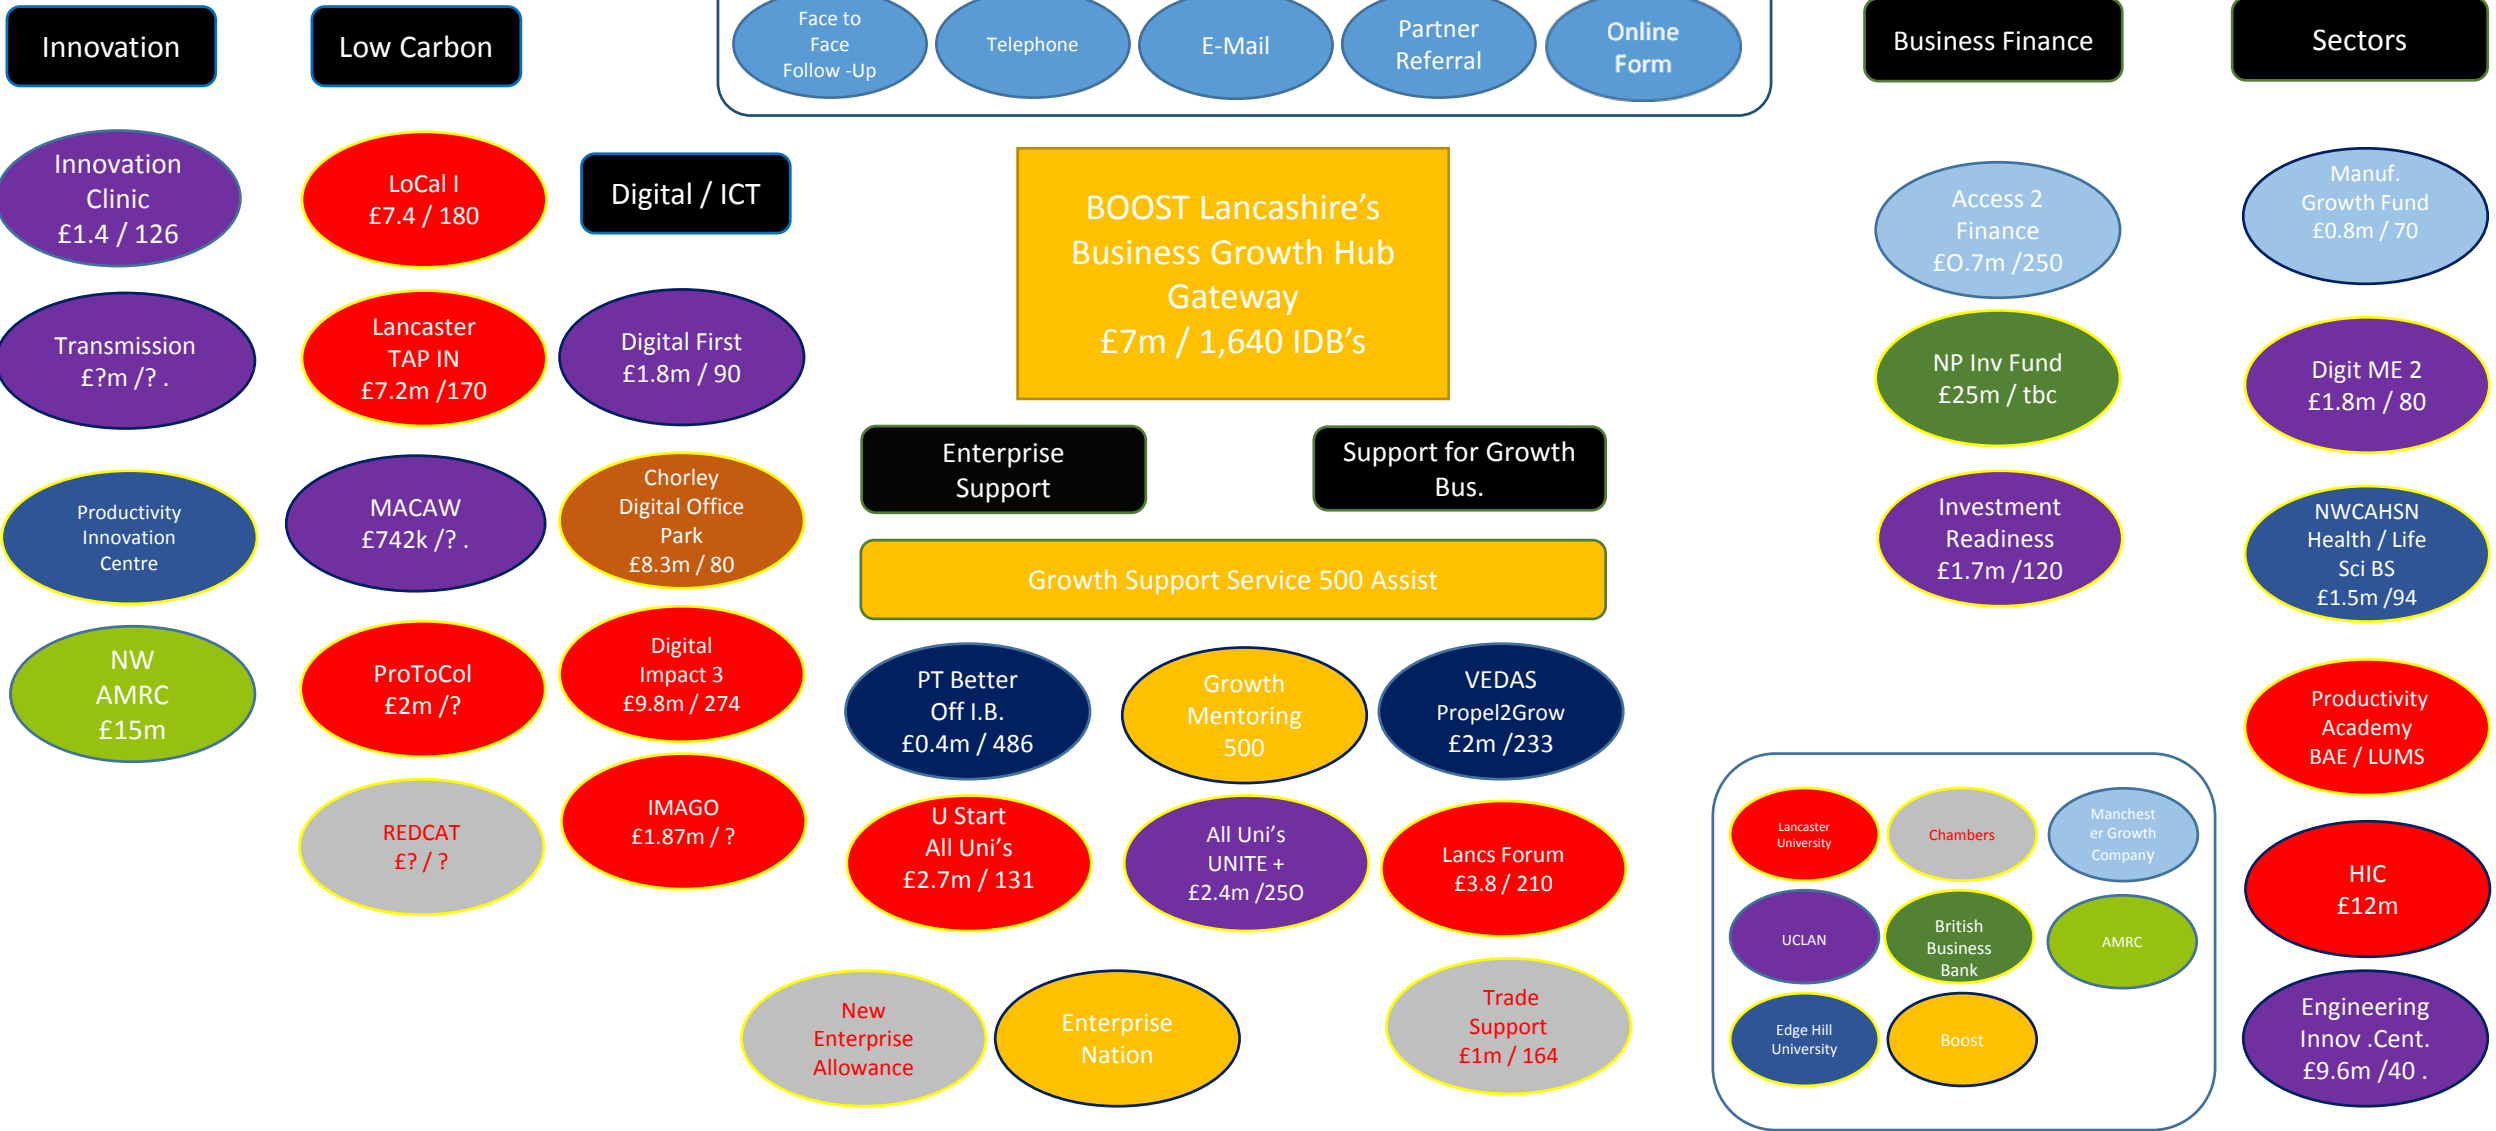 Innovation
Low Carbon
Face to
Face
Follow -Up
Telephone
E-Mail
Partner
Referral
Online
Form
Business Finance
Sectors
Innovation
Clinic
£1.4 / 126
Transmission
£?m /? .
Productivity
Innovation
Centre
NW
AMRC
£15m
LoCal I
£7.4 / 180
Lancaster
TAP IN
£7.2m /170
MACAW
£742k /? .
ProToCol
£2m /?
REDCAT
£? / ?
Digital / ICT
Digital First
£1.8m / 90
Chorley
Digital Office
Park
£8.3m / 80
Digital
Impact 3
£9.8m / 274
IMAGO
£1.87m / ?
BOOST Lancashire’s
Business Growth Hub
Gateway
£7m / 1,640 IDB’s
Enterprise
Support
Support for Growth
Bus.
Growth Support Service 500 Assist
PT Better
Off I.B.
£0.4m / 486
Growth
Mentoring
500
VEDAS
Propel2Grow
£2m /233
U Start
All Uni’s
£2.7m / 131
All Uni’s
UNITE +
£2.4m /25O
Lancs Forum
£3.8 / 210
New
Enterprise
Allowance
Enterprise
Nation
Trade
Support
£1m / 164
Access 2
Finance
£O.7m /250
NP Inv Fund
£25m / tbc
Investment
Readiness
£1.7m /120
Manuf.
Growth Fund
£0.8m / 70
Digit ME 2
£1.8m / 80
NWCAHSN
Health / Life
Sci BS
£1.5m /94
Productivity
Academy
BAE / LUMS
HIC
£12m
Engineering
Innov .Cent.
£9.6m /40 .
Lancaster
University
Chambers
Manchest
er Growth
Company
UCLAN
British
Business
Bank
AMRC
Edge Hill
University
Boost